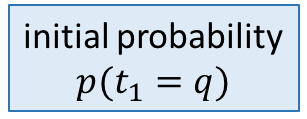 initial probability
p(t₁ = q)